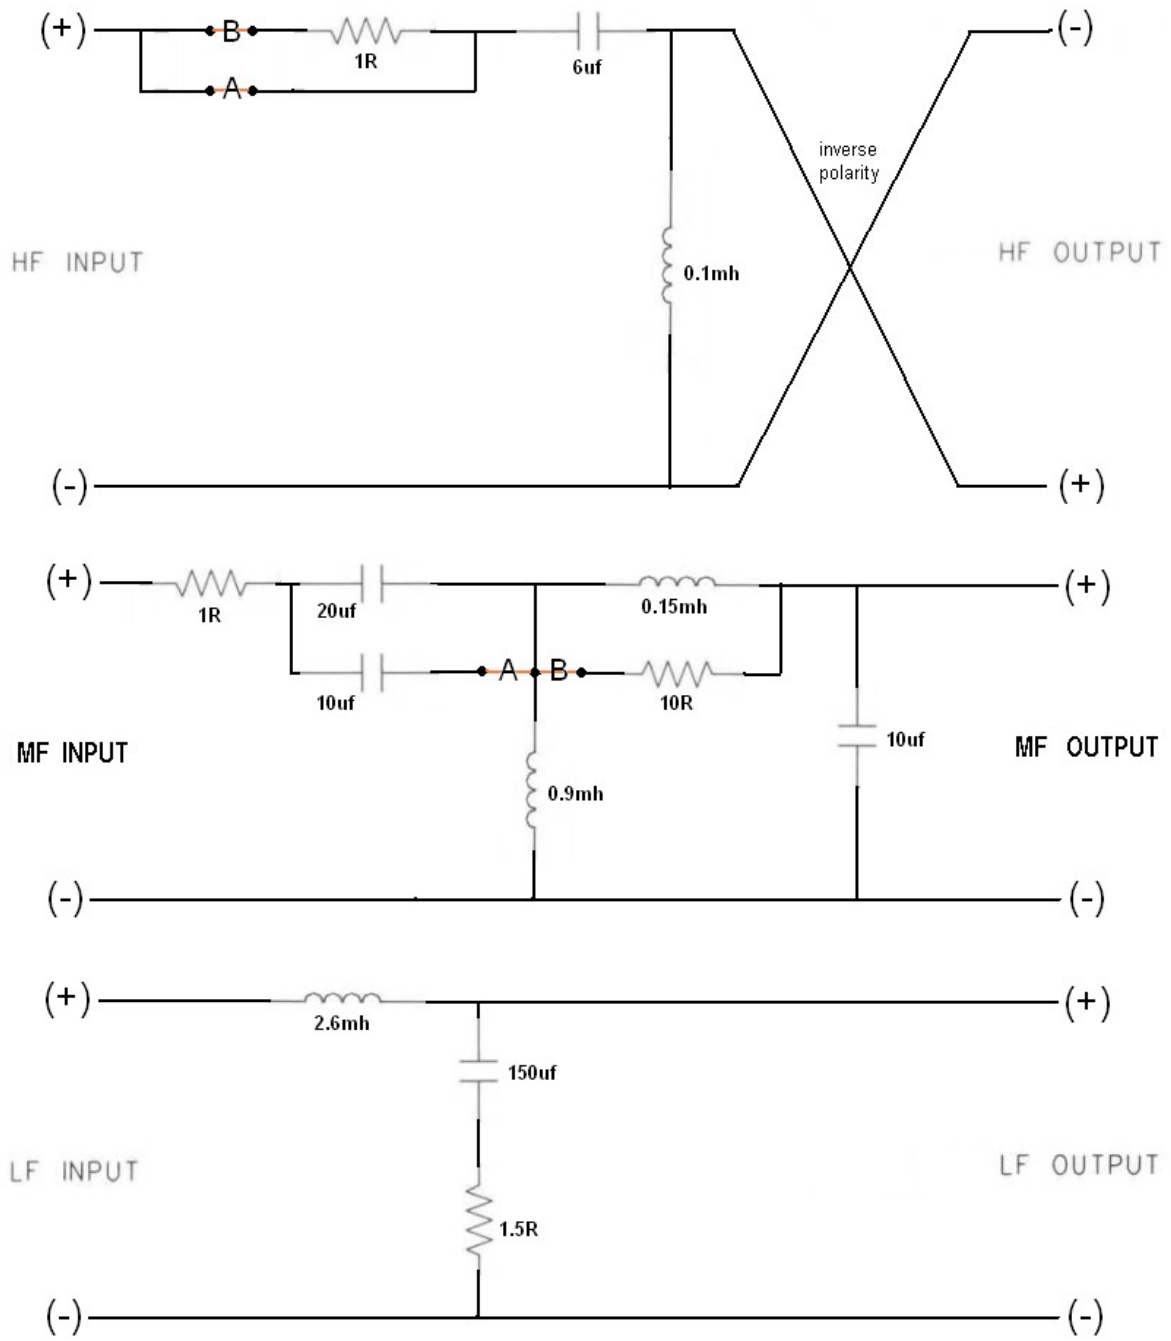 (+)
B
1R
A
6uf
(-)
inverse
polarity
HF INPUT
0.1mh
HF OUTPUT
(-)
(+)
(+)
1R
20uf
0.15mh
(+)
10uf
A
B
10R
MF INPUT
0.9mh
10uf
MF OUTPUT
(-)
(-)
(+)
2.6mh
(+)
150uf
LF INPUT
1.5R
LF OUTPUT
(-)
(-)